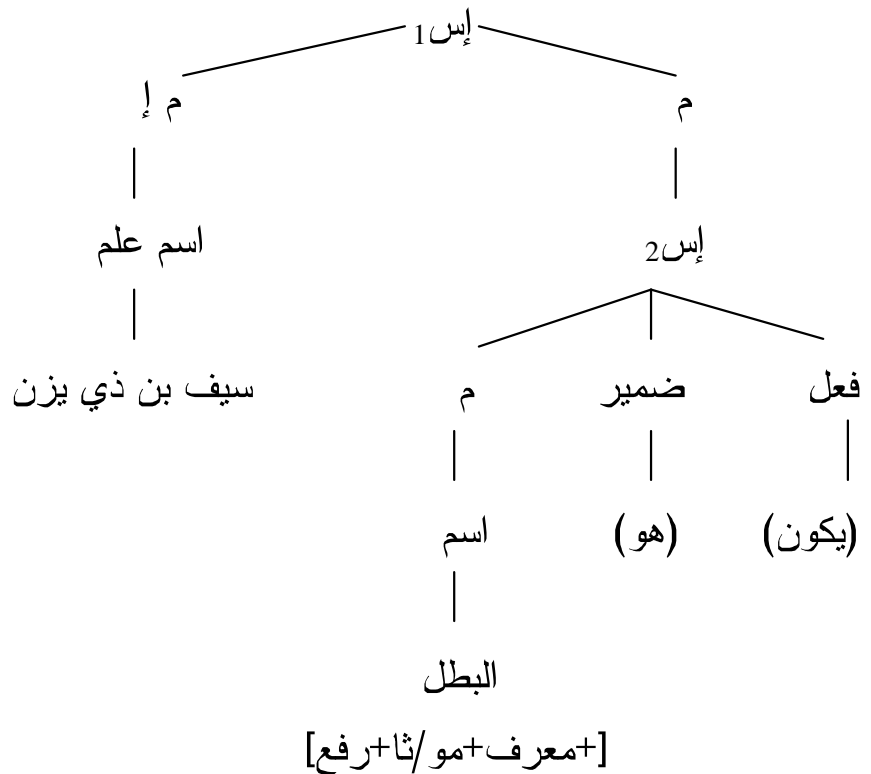 إس1
م م إ
إس2 اسم علم
فعل ضمير م سيف بن ذي يزن
(يكون) (هو) اسم
البطل
[+معرف+مو/ثا+رفع]